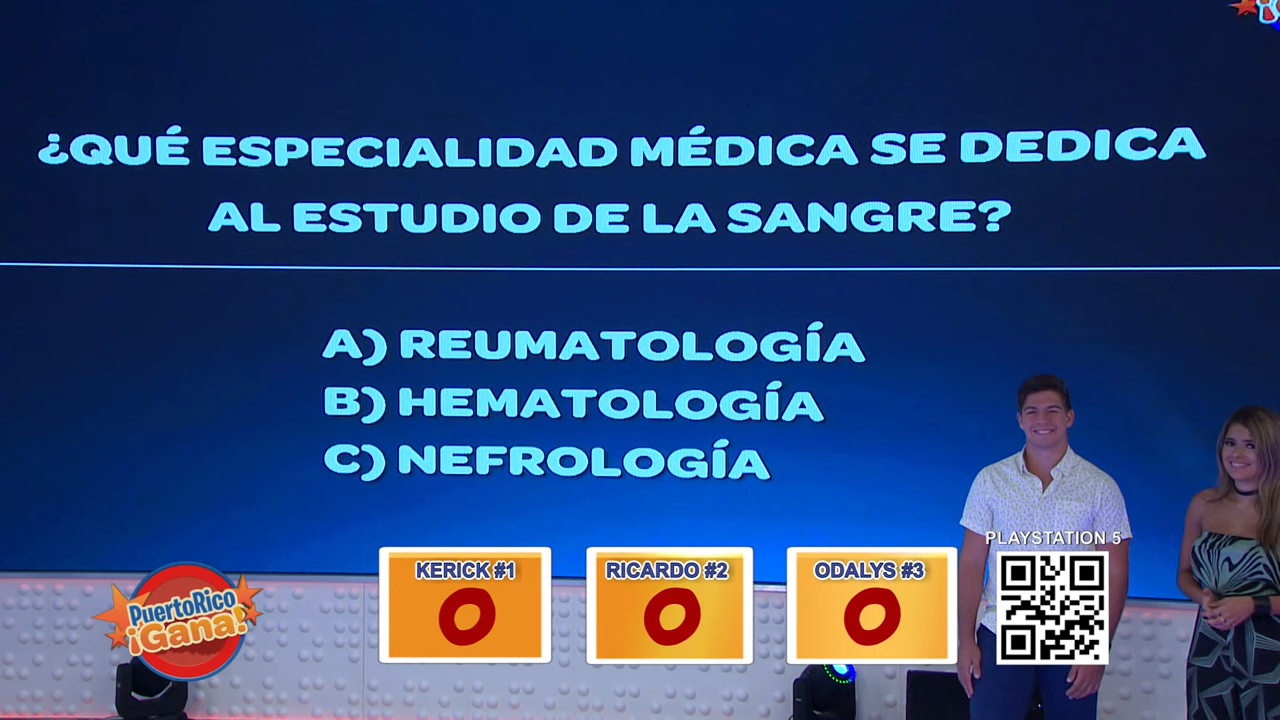 ¿QUÉ ESPECIALIDAD MÉDICA SE DEDICA
AL ESTUDIO DE LA SANGRE?
A) REUMATOLOGÍA
B) HEMATOLOGÍA
C) NEFROLOGÍA
PLAYSTATION 5
KERICK #1
RICARDO #2
ODALYS #3
0
0
0
PuertoRico
¡Gana!